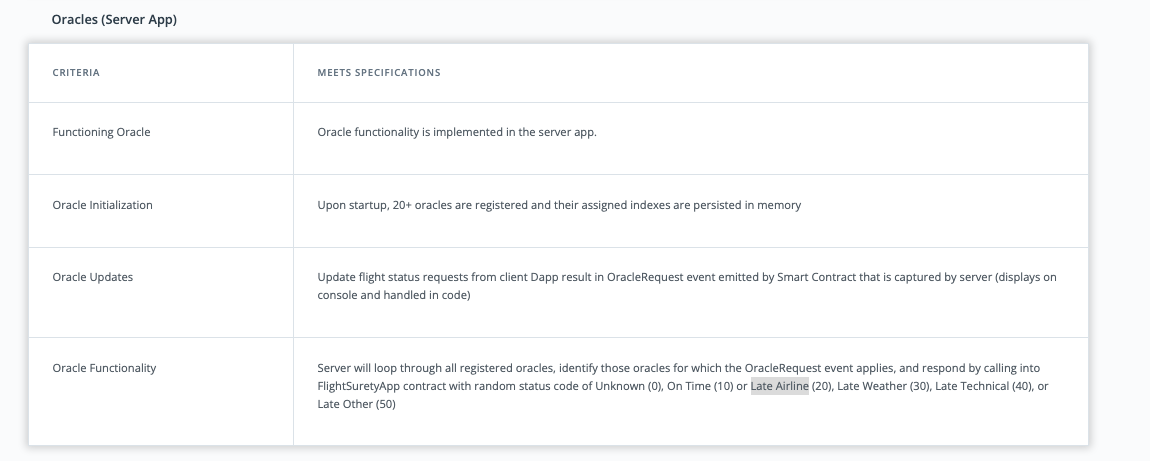 Oracles (Server App)
CRITERIA
MEETS SPECIFICATIONS
Functioning Oracle
Oracle functionality is implemented in the server app.
Oracle Initialization
Upon startup, 20+ oracles are registered and their assigned indexes are persisted in memory
Oracle Updates
Update flight status requests from client Dapp result in OracleRequest event emitted by Smart Contract that is captured by server (displays on
console and handled in code)
Oracle Functionality
Server will loop through all registered oracles, identify those oracles for which the OracleRequest event applies, and respond by calling into
FlightSuretyApp contract with random status code of Unknown (0), On Time (10) or Late Airline (20), Late Weather (30), Late Technical (40), or
Late Other (50)